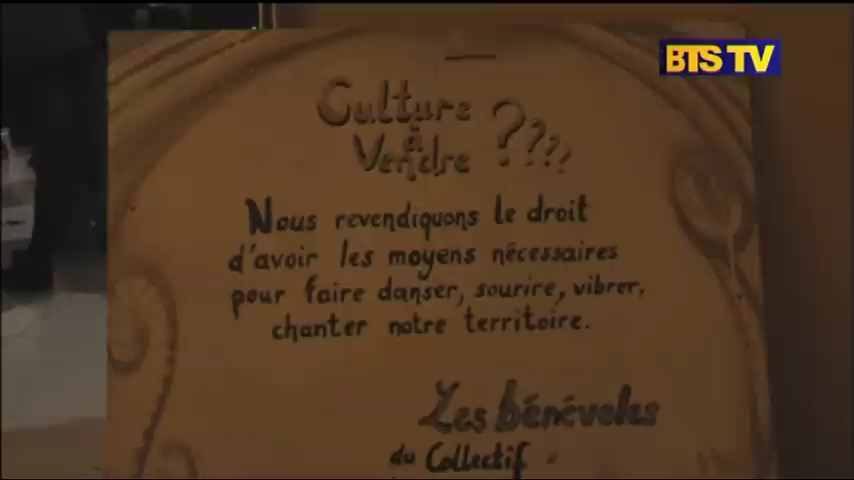 BTS TV
Culture
à
Vendre ????
Nous revendiquons le droit
d'avoir les moyens nécessaires
pour faire danser, sourire, vibrer,
chanter notre territoire.
Les bénévoles
du Collectif